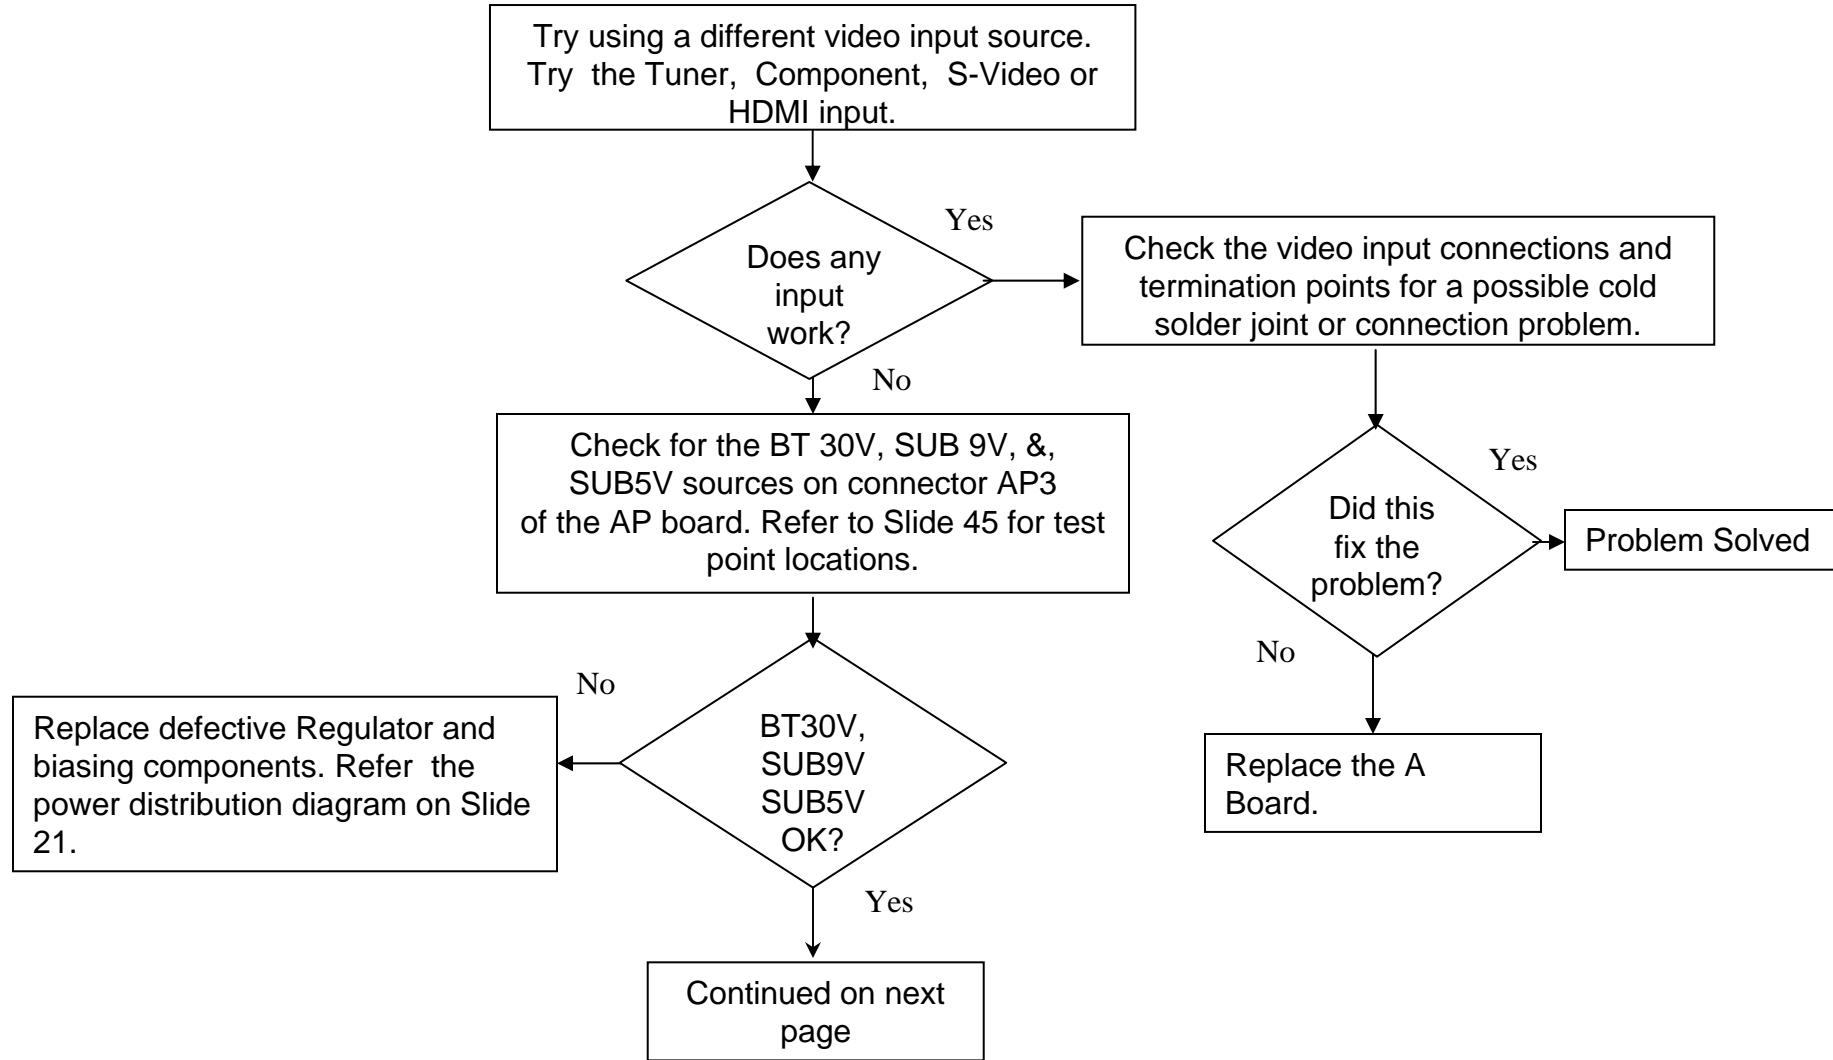 Try using a different video input source.
Try the Tuner, Component, S-Video or
HDMI input.
Does any
input
work?
Yes
Check the video input connections and
termination points for a possible cold
solder joint or connection problem.
No
Check for the BT 30V, SUB 9V, &,
SUB5V sources on connector AP3
of the AP board. Refer to Slide 45 for test
point locations.
Did this
fix the
problem?
Yes
Problem Solved
No
Replace the A
Board.
BT30V,
SUB9V
SUB5V
OK?
No
Replace defective Regulator and
biasing components. Refer the
power distribution diagram on Slide
21.
Yes
Continued on next
page